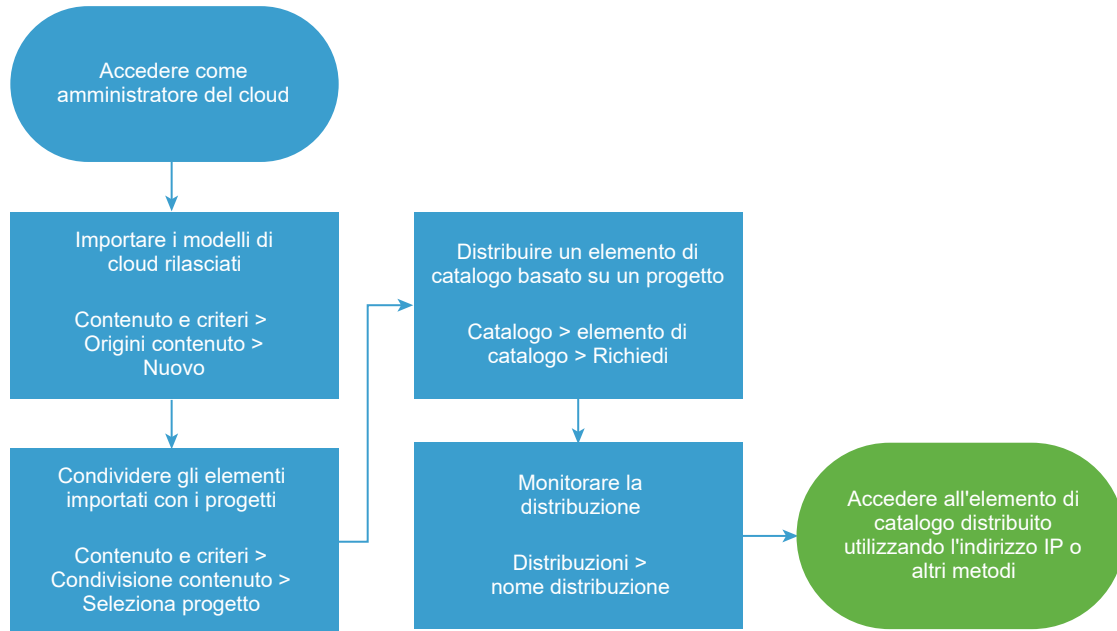 Accedere come
amministratore del cloud
Importare i modelli di
cloud rilasciati
Contenuto e criteri >
Origini contenuto >
Nuovo
Condividere gli elementi
importati con i progetti
Contenuto e criteri >
Condivisione contenuto >
Seleziona progetto
Distribuire un elemento di
catalogo basato su un progetto
Catalogo > elemento di
catalogo > Richiedi
Monitorare la
distribuzione
Distribuzioni >
nome distribuzione
Accedere all'elemento di
catalogo distribuito
utilizzando l'indirizzo IP o
altri metodi